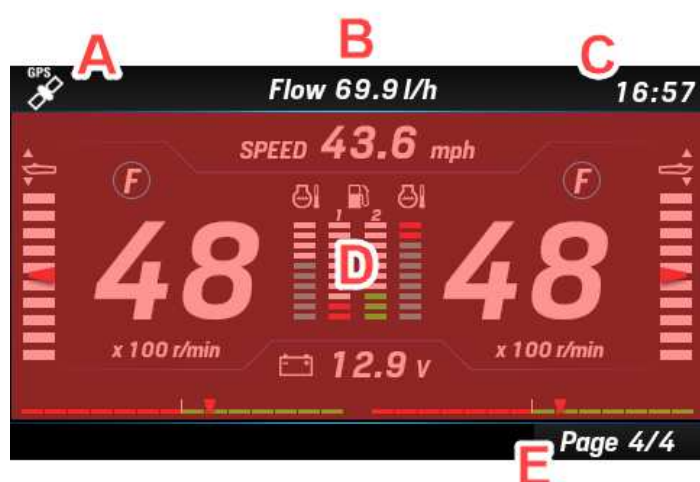 A
B
C
GPS
Flow 69.9 l/h
16:57
SPEED 43.6 mph
F
F
1 2
48
D
48
x 100 r/min
x 100 r/min
12.9 V
Page 4/4
E